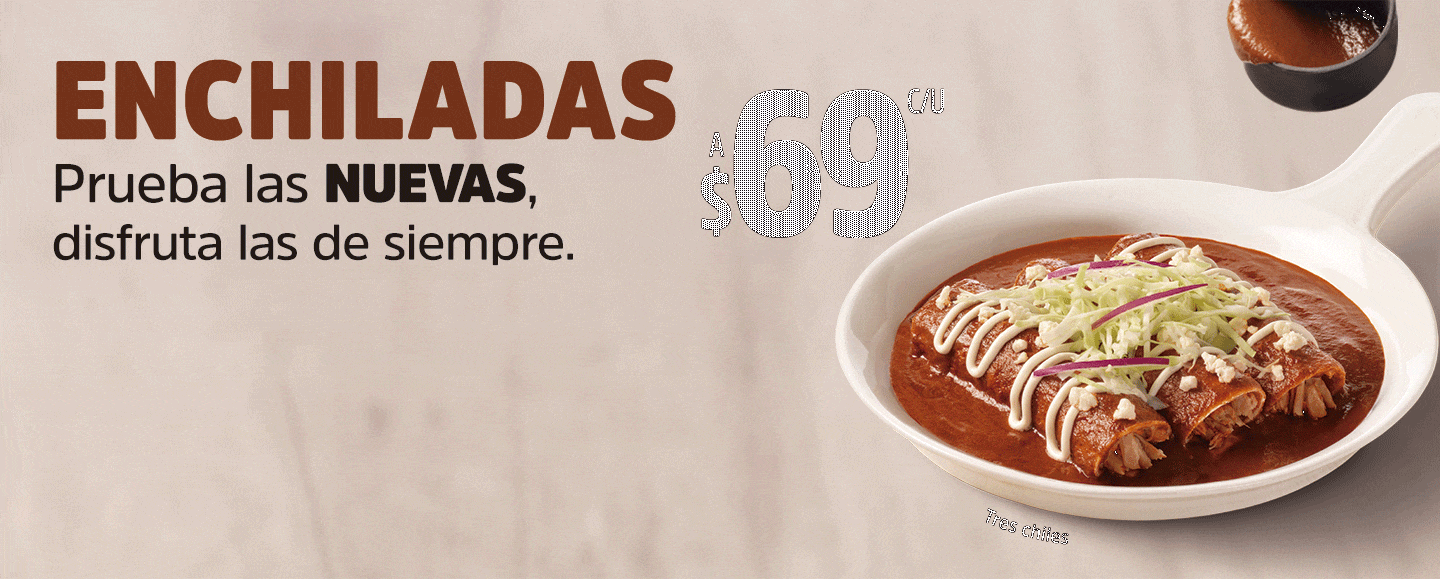 ENCHILADAS
Prueba las NUEVAS,
disfruta las de siempre.
A $69 C/U
Tres chiles